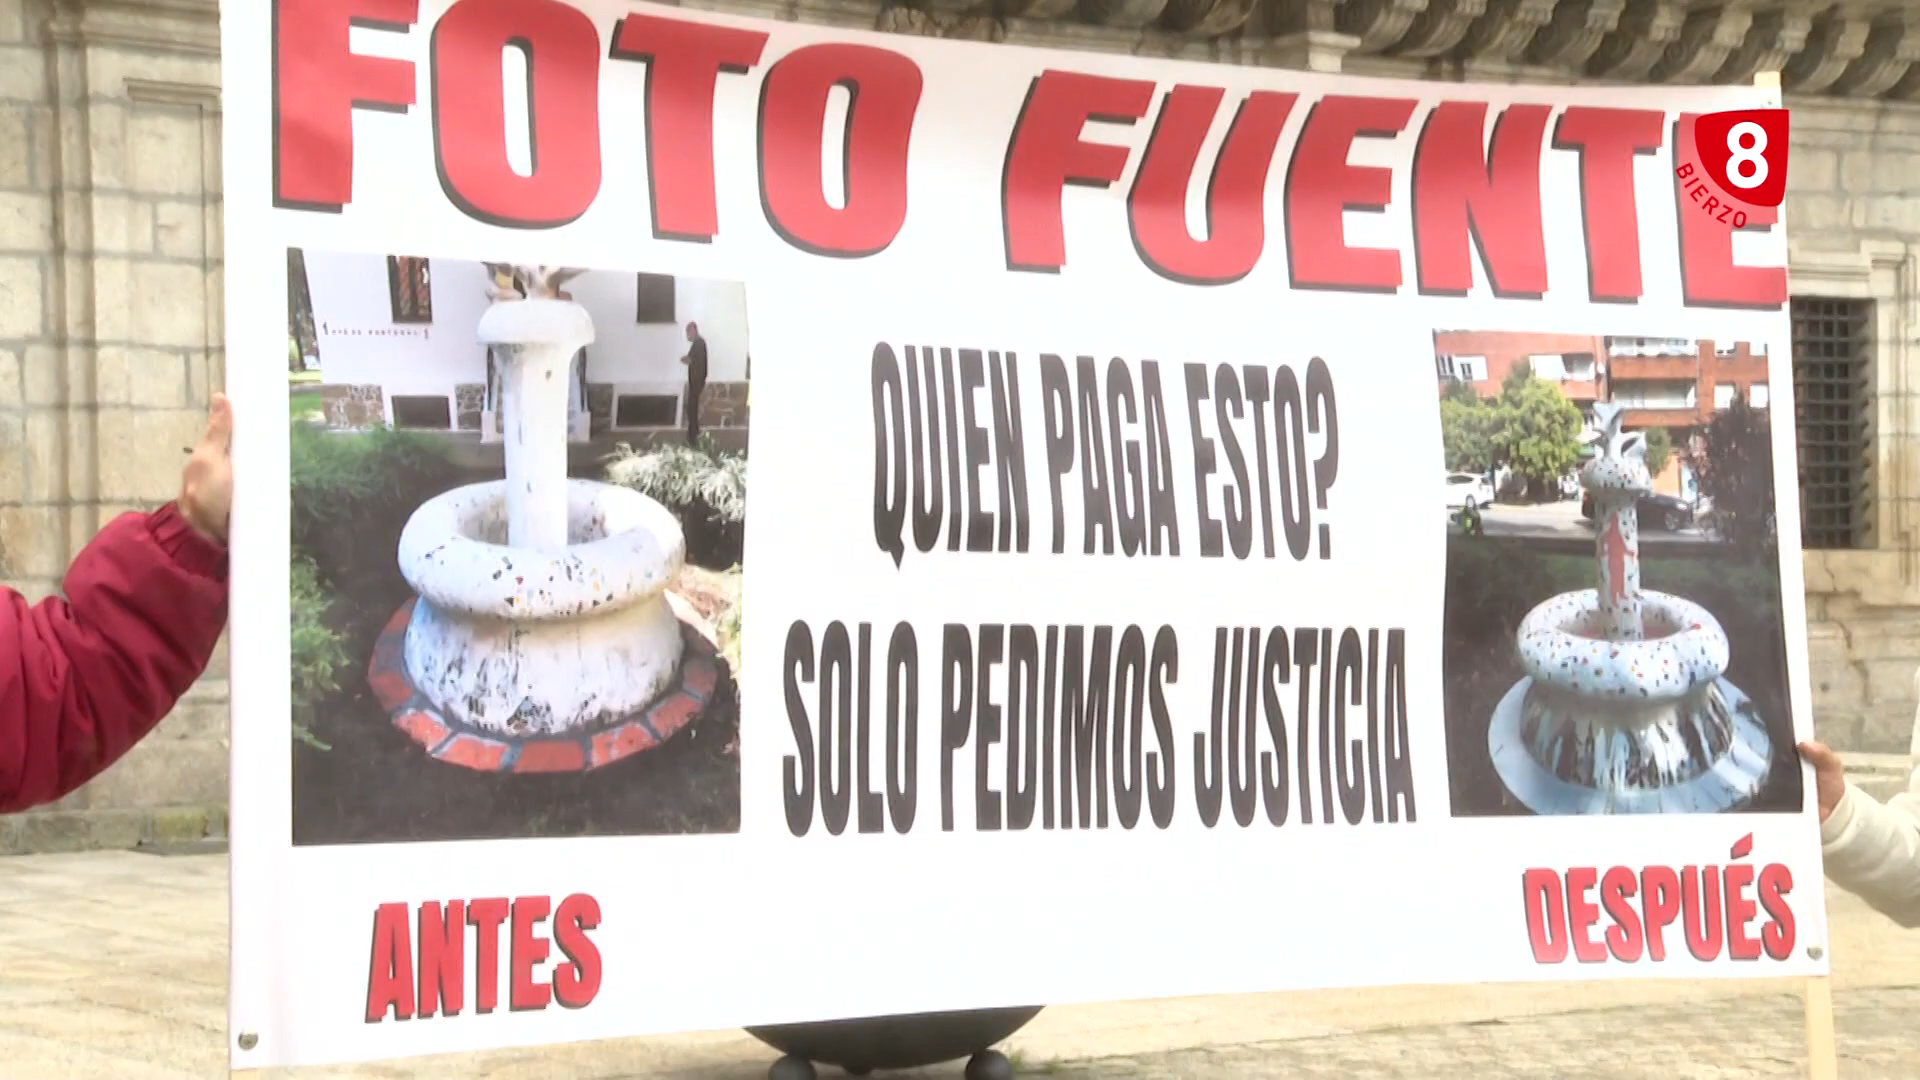 FOTO FUENTE
8
BIERZO
QUIEN PAGA ESTO?
SOLO PEDIMOS JUSTICIA
ANTES
DESPUÉS